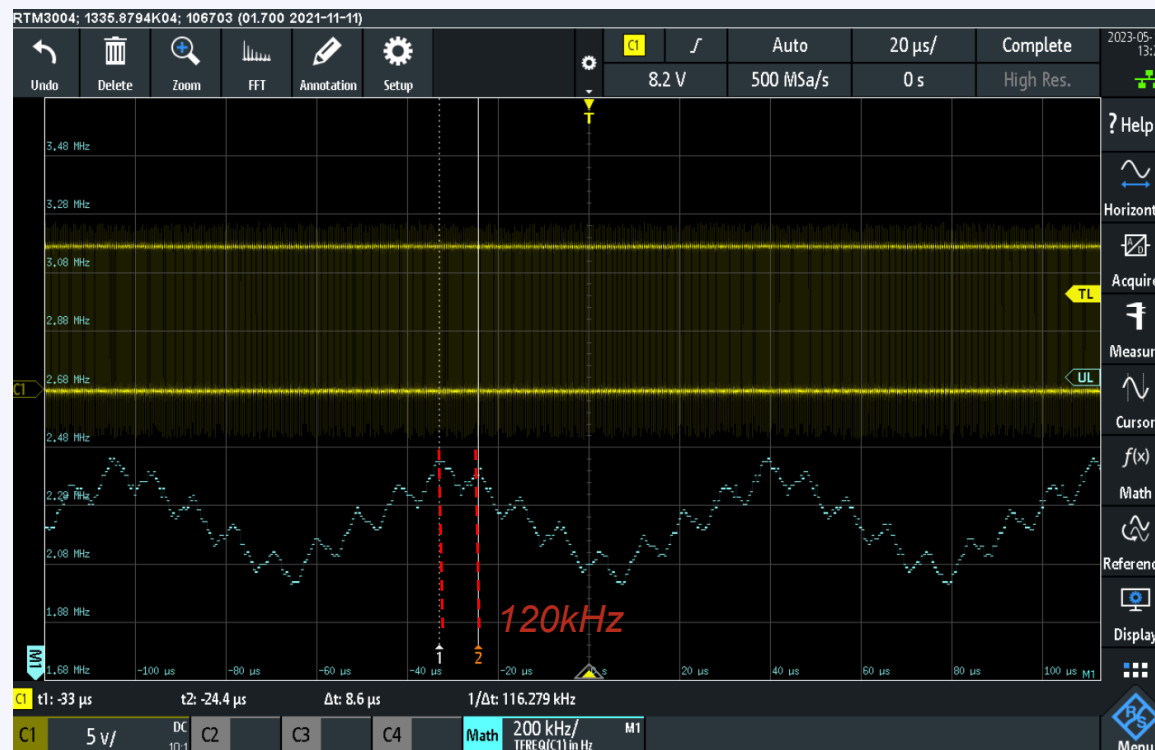 RTM3004; 1335.8794K04; 106703 (01.700 2021-11-11)
Undo Delete Zoom FFT Annotation Setup
C1 Auto 20 µs/ Complete
8.2 V 500 MSa/s 0 s High Res.
2023-05-
13:
? Help
T
3,48 MHz
3,28 MHz
3,08 MHz
2,88 MHz
2,68 MHz
2,48 MHz
2,29 MHz
2,08 MHz
1,88 MHz
1,68 MHz
C1
TL
UL
Horizont
Acquire
Measur
Cursor
f(x)
Math
Referenc
Display
120kHz
1 2
M1
-100 µs -80 µs -60 µs -40 µs -20 µs 0 s 20 µs 40 µs 60 µs 80 µs 100 µs M1
C1 t1: -33 µs t2: -24.4 µs Δt: 8.6 µs 1/Δt: 116.279 kHz
C1 5 V/ DC 10:1 C2 C3 C4 Math 200 kHz/ M1
TFREQ(C1) in Hz
R&S
Menu